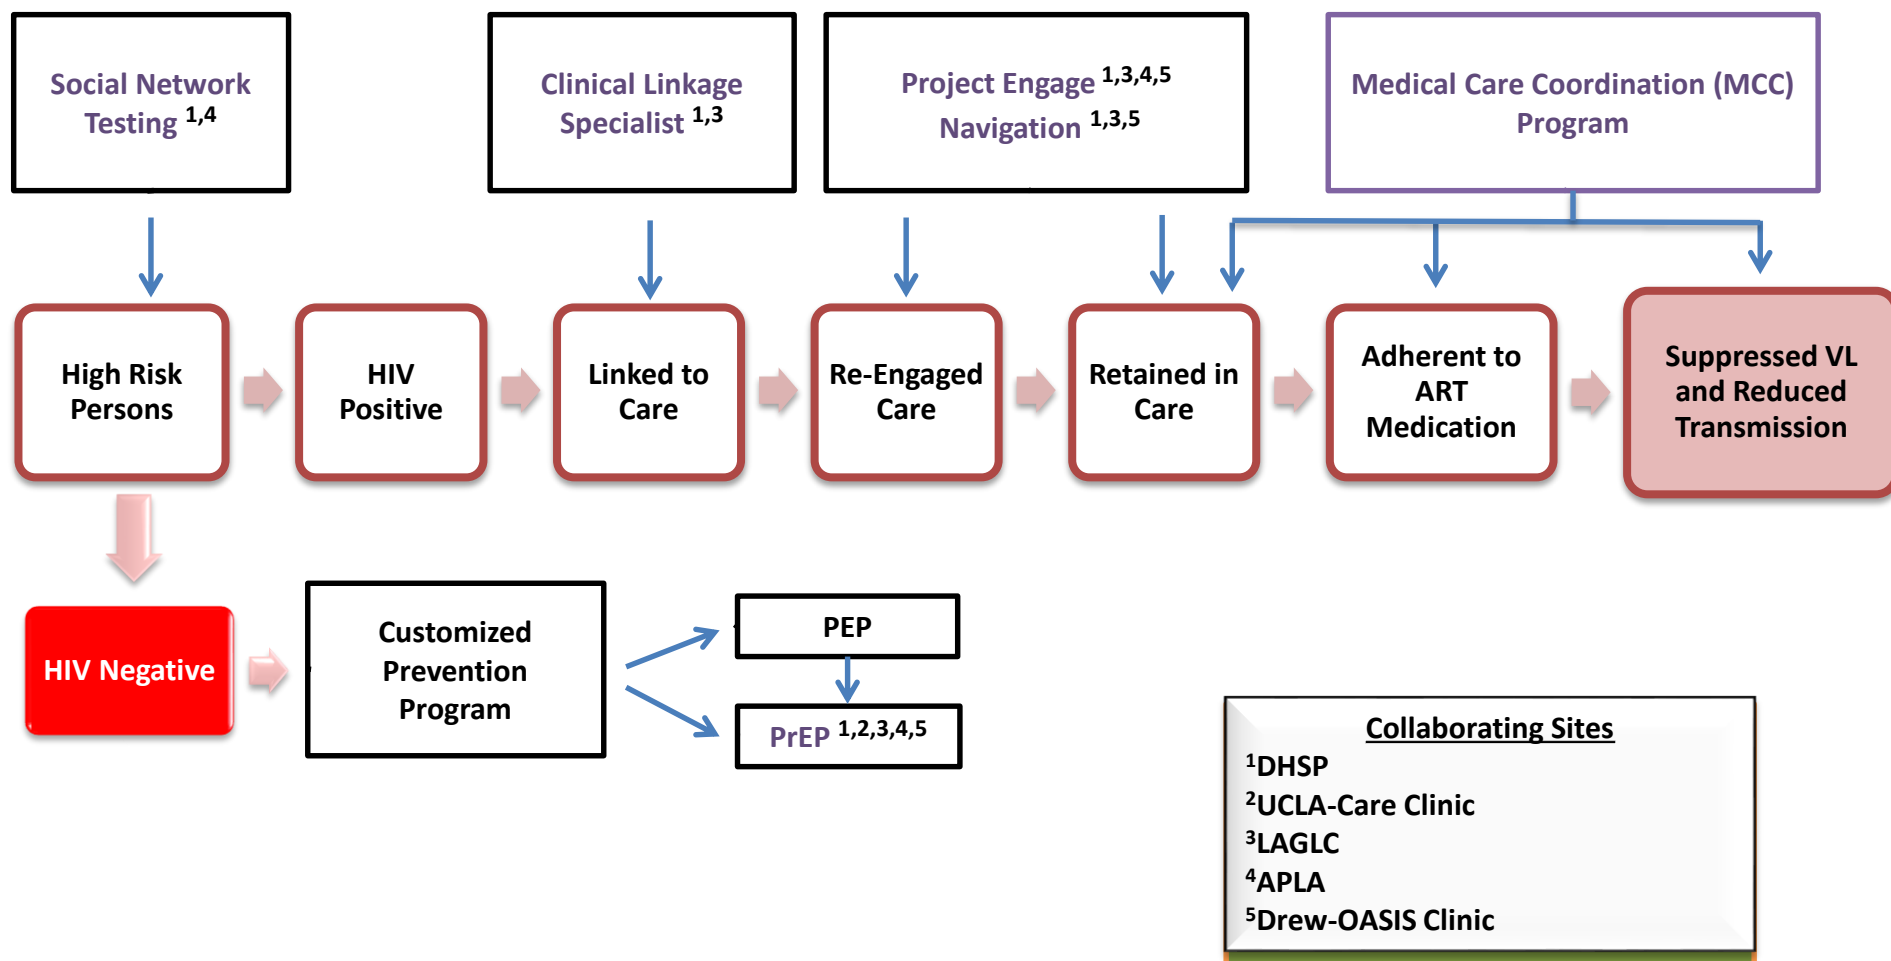 Social Network
Testing 1,4
Clinical Linkage
Specialist 1,3
Project Engage 1,3,4,5
Navigation 1,3,5
Medical Care Coordination (MCC)
Program
High Risk
Persons
HIV
Positive
Linked to
Care
Re-Engaged
Care
Retained in
Care
Adherent to
ART
Medication
Suppressed VL
and Reduced
Transmission
HIV Negative
Customized
Prevention
Program
PEP
PrEP 1,2,3,4,5
Collaborating Sites
1DHSP
2UCLA-Care Clinic
3LAGLC
4APLA
5Drew-OASIS Clinic